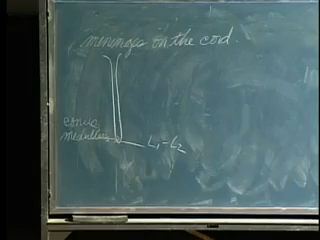 meninges on the cord.
conus
medullaris
L₁-L₂